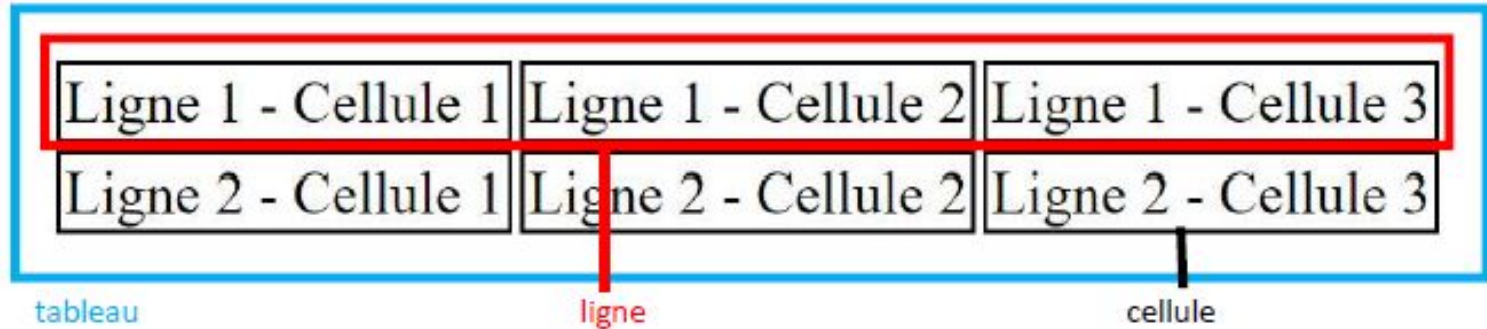 Ligne 1 - Cellule 1 Ligne 1 - Cellule 2 Ligne 1 - Cellule 3
Ligne 2 - Cellule 1 Ligne 2 - Cellule 2 Ligne 2 - Cellule 3
tableau ligne cellule